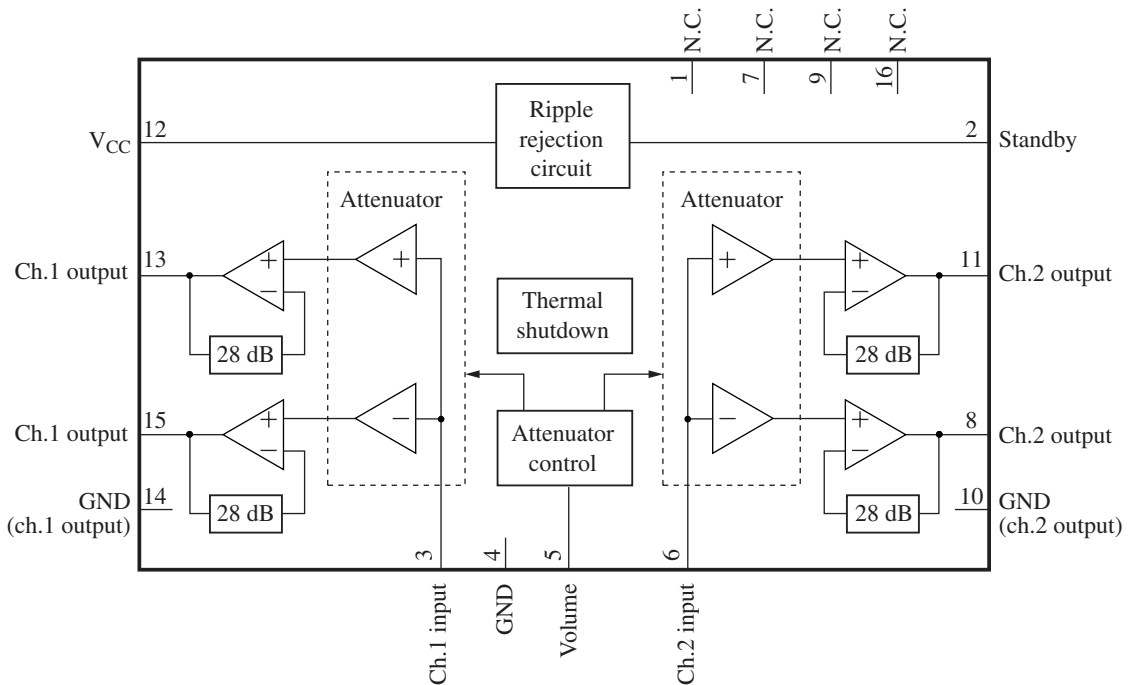 N.C.
N.C.
N.C.
N.C.
1
7
9
16
VCC
12
Ripple
rejection
circuit
2
Standby
Attenuator
Attenuator
Ch.1 output
13
+
−
+
28 dB
Thermal
shutdown
+
+
−
28 dB
11
Ch.2 output
Ch.1 output
15
+
−
−
28 dB
Attenuator
control
−
+
−
28 dB
8
Ch.2 output
GND
(ch.1 output)
14
10
GND
(ch.2 output)
3
4
5
6
Ch.1 input
GND
Volume
Ch.2 input